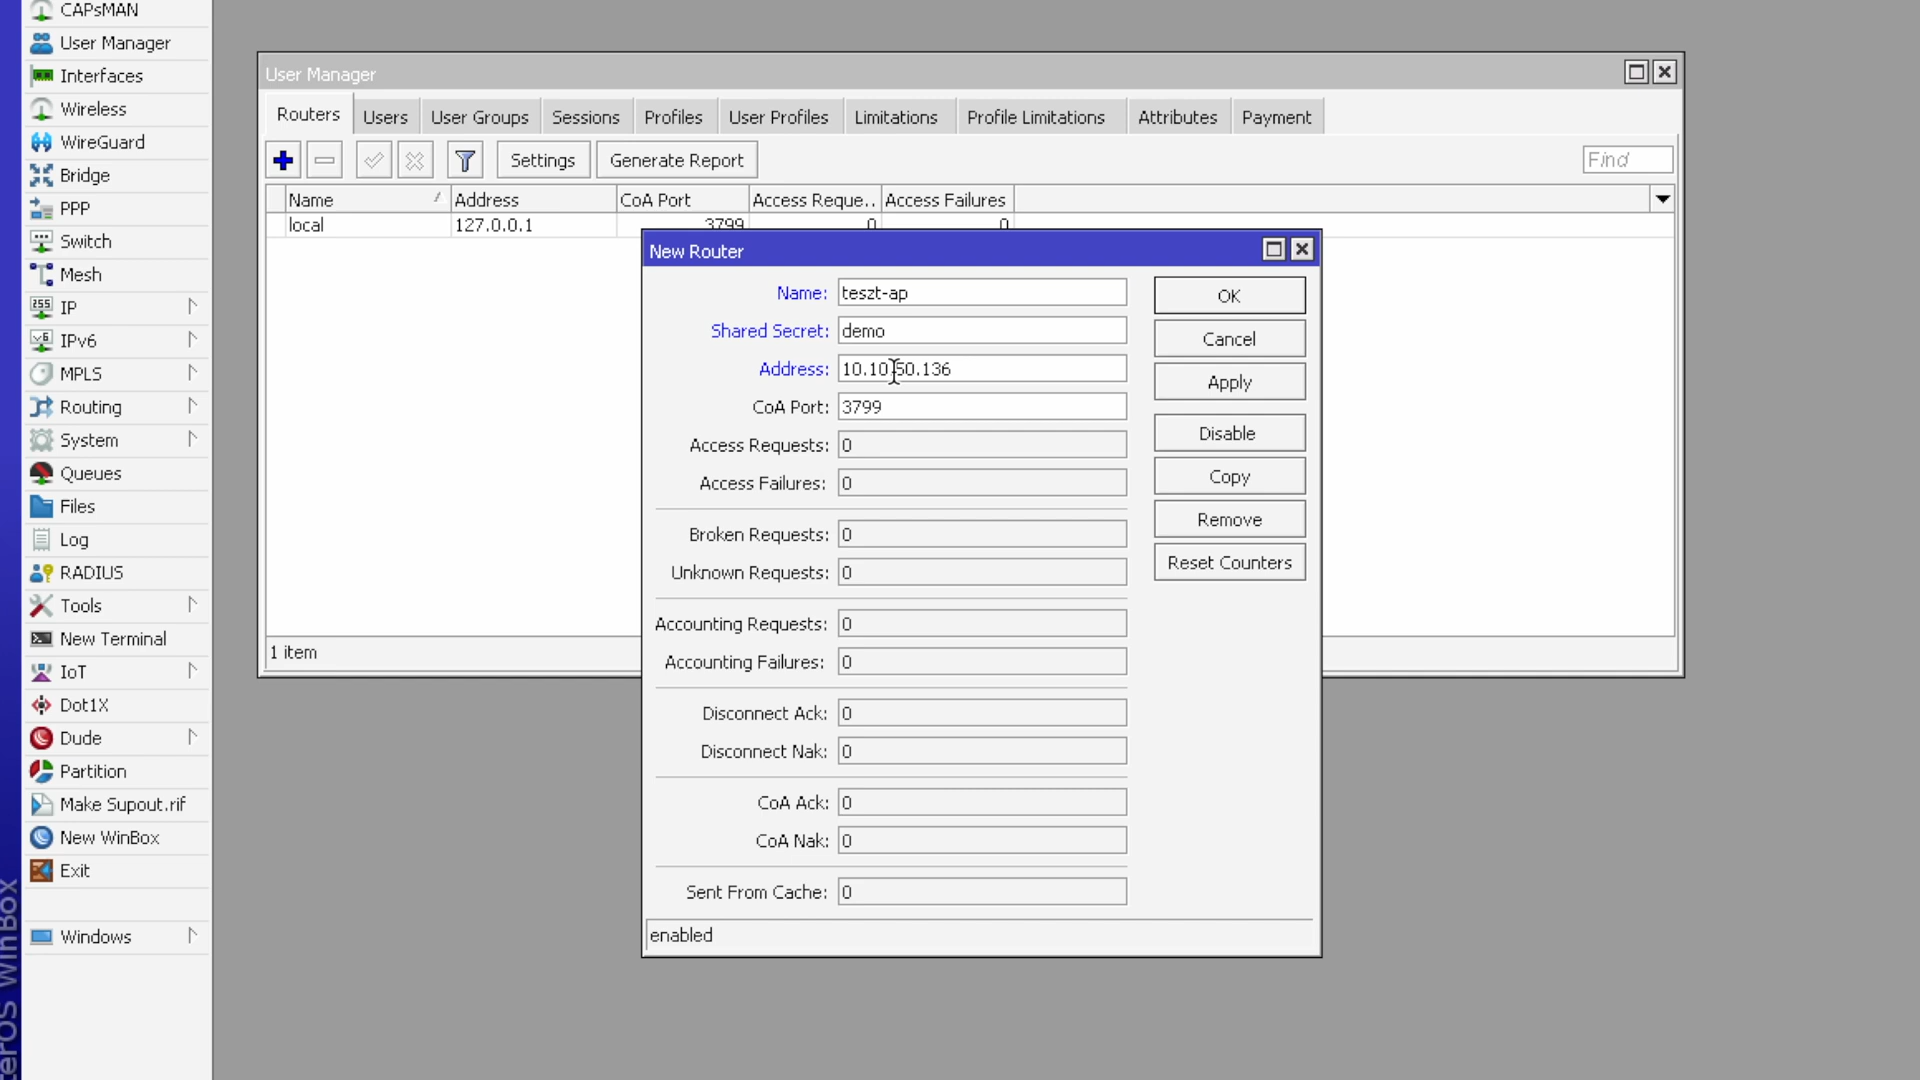 CAPsMAN
User Manager
Interfaces
Wireless
WireGuard
Bridge
PPP
Switch
Mesh
IP
IPv6
MPLS
Routing
System
Queues
Files
Log
RADIUS
Tools
New Terminal
IoT
Dot1X
Dude
Partition
Make Supout.rif
New WinBox
Exit
Windows
terOS WinBox
User Manager
Routers Users User Groups Sessions Profiles User Profiles Limitations Profile Limitations Attributes Payment
Settings Generate Report Find
Name Address CoA Port Access Reque.. Access Failures
local 127.0.0.1 3799 0 0
1 item
New Router
Name: teszt-ap
Shared Secret: demo
Address: 10.10.50.136
CoA Port: 3799
Access Requests: 0
Access Failures: 0
Broken Requests: 0
Unknown Requests: 0
Accounting Requests: 0
Accounting Failures: 0
Disconnect Ack: 0
Disconnect Nak: 0
CoA Ack: 0
CoA Nak: 0
Sent From Cache: 0
enabled
OK
Cancel
Apply
Disable
Copy
Remove
Reset Counters